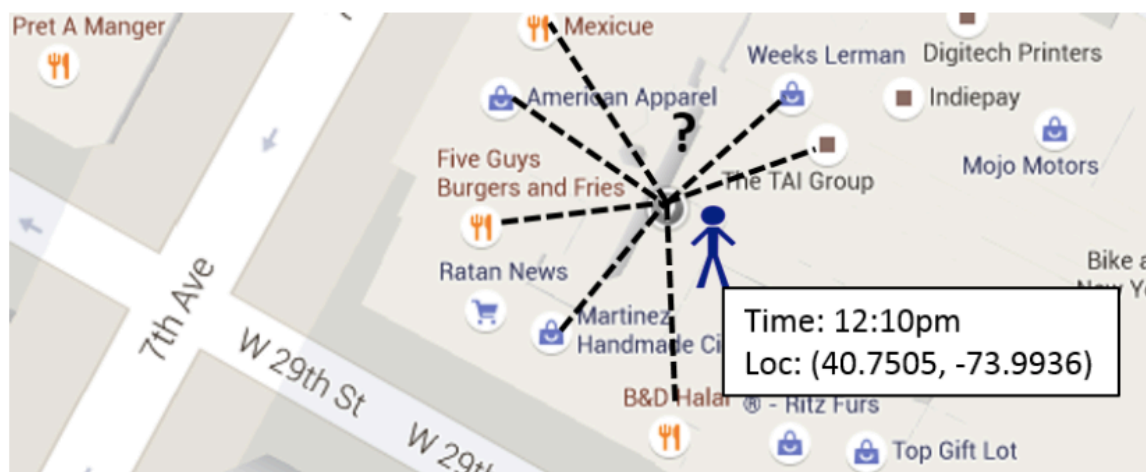 Pret A Manger
Mexicue
Weeks Lerman
Digitech Printers
American Apparel
Indiepay
?
Mojo Motors
Five Guys
Burgers and Fries
The TAI Group
Ratan News
Bike
7th Ave
Martinez
Handmade
Time: 12:10pm
Loc: (40.7505, -73.9936)
W 29th St
B&D Halal
® - Ritz Furs
W 29th
Top Gift Lot